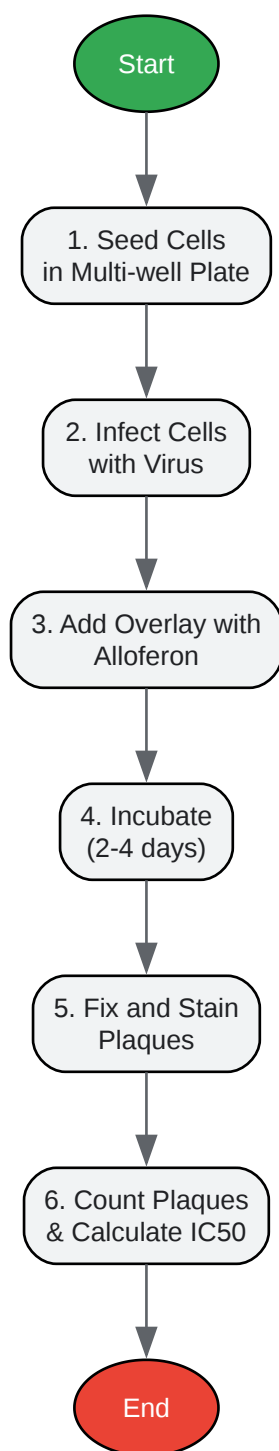 Start
1. Seed Cells
in Multi-well Plate
2. Infect Cells
with Virus
3. Add Overlay with
Alloferon
4. Incubate
(2-4 days)
5. Fix and Stain
Plaques
6. Count Plaques
& Calculate IC50
End